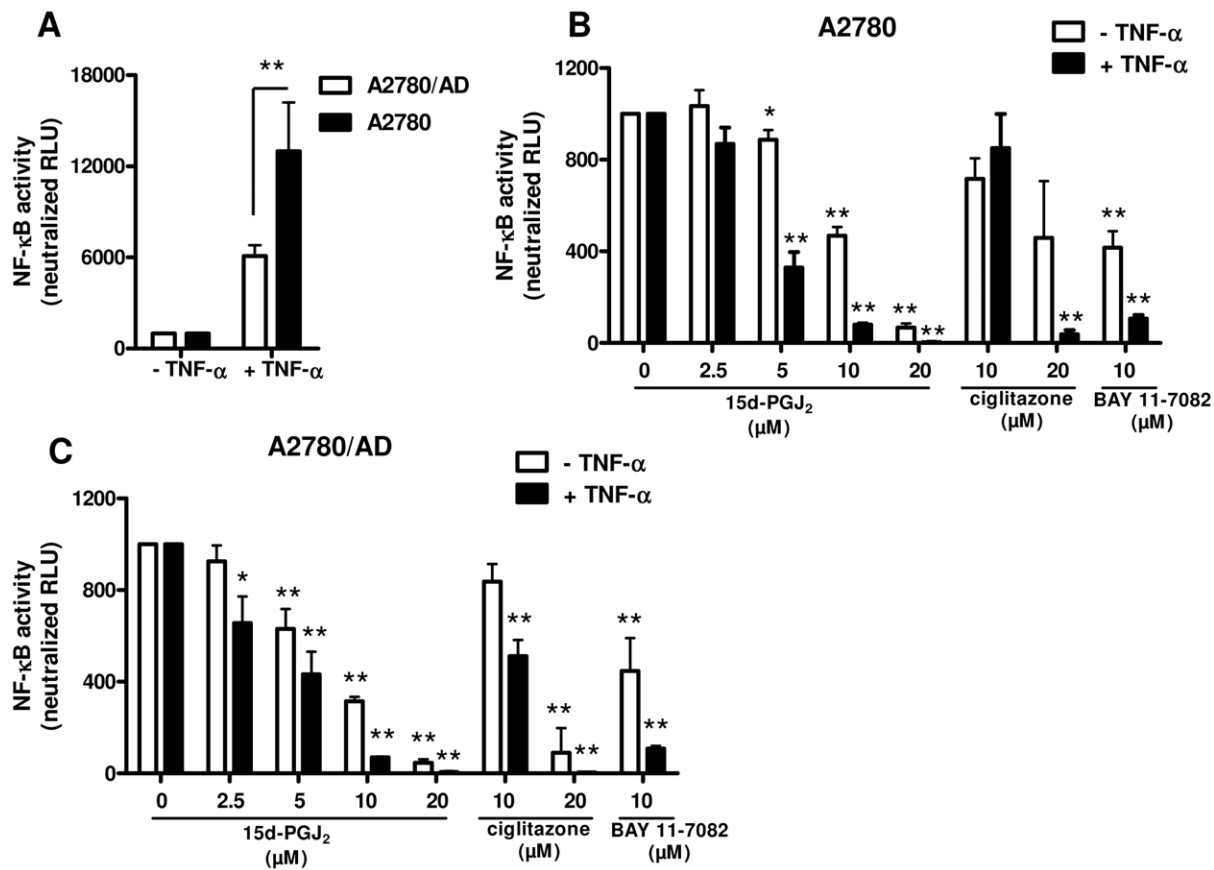 A
NF-κB activity
(neutralized RLU)
18000
12000
6000
0
**
A2780/AD
A2780
- TNF-α + TNF-α
B
A2780
- TNF-α
+ TNF-α
NF-κB activity
(neutralized RLU)
1200
800
400
0
*
**
**
**
**
**
**
**
**
0 2.5 5 10 20 10 20 10
15d-PGJ₂ ciglitazone BAY 11-7082
(μM) (μM) (μM)
C
A2780/AD
- TNF-α
+ TNF-α
NF-κB activity
(neutralized RLU)
1200
800
400
0
*
**
**
**
**
**
**
**
**
**
**
**
0 2.5 5 10 20 10 20 10
15d-PGJ₂ ciglitazone BAY 11-7082
(μM) (μM) (μM)